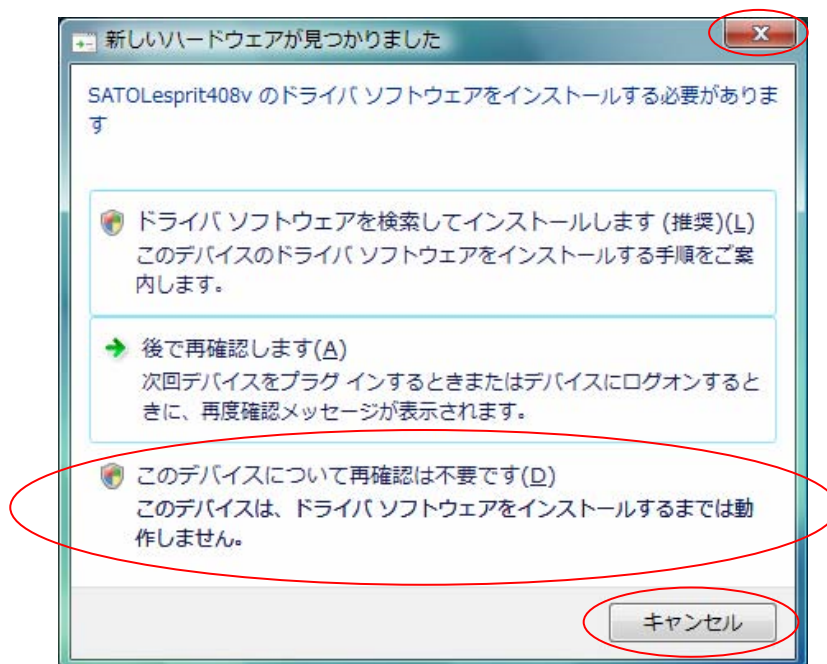 新しいハードウェアが見つかりました
SATOLesprit408v のドライバ ソフトウェアをインストールする必要がありま
す
ドライバ ソフトウェアを検索してインストールします (推奨)(L)
このデバイスのドライバ ソフトウェアをインストールする手順をご案
内します。
後で再確認します(A)
次回デバイスをプラグ インするときまたはデバイスにログオンすると
きに、再度確認メッセージが表示されます。
このデバイスについて再確認は不要です(D)
このデバイスは、ドライバ ソフトウェアをインストールするまでは動
作しません。
キャンセル